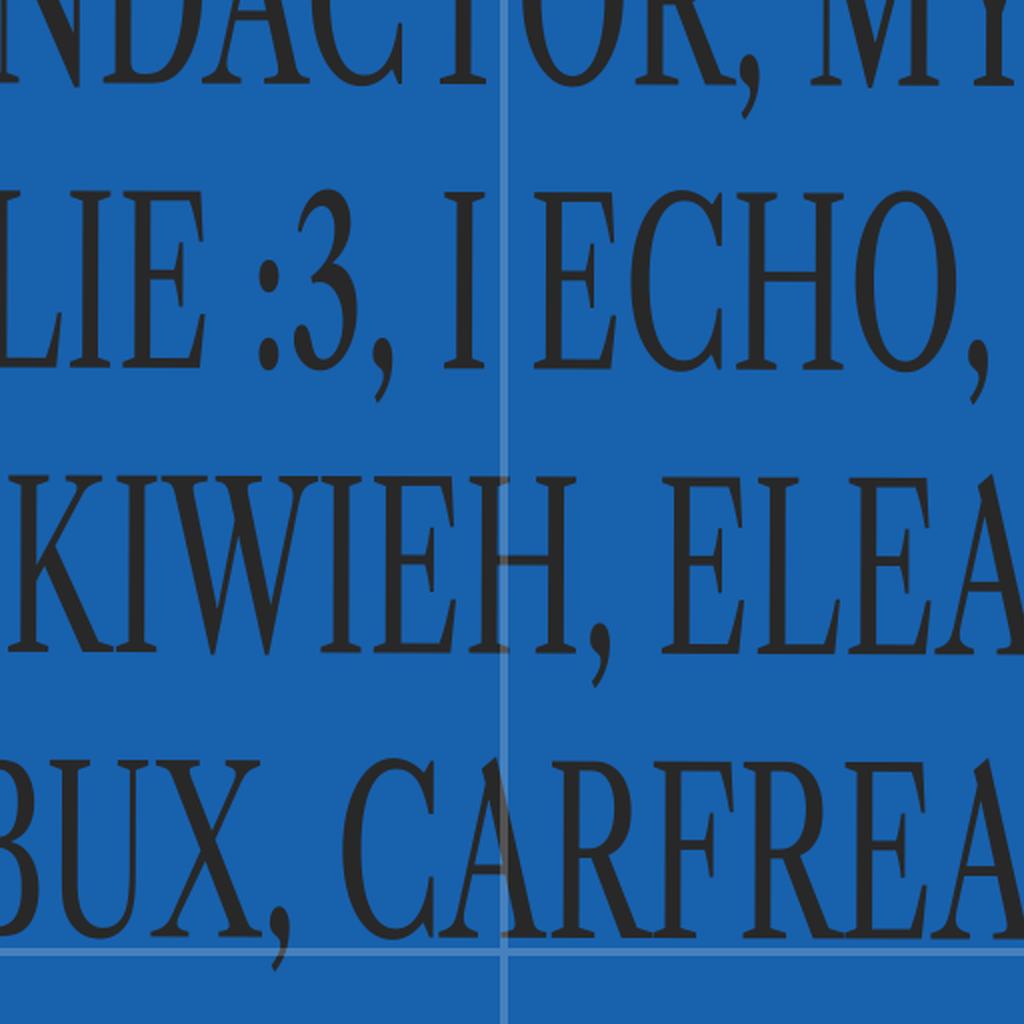 NDACTOR, MY
LIE :3, I ECHO,
KIWIEH, ELEA
BUX, CARFREA